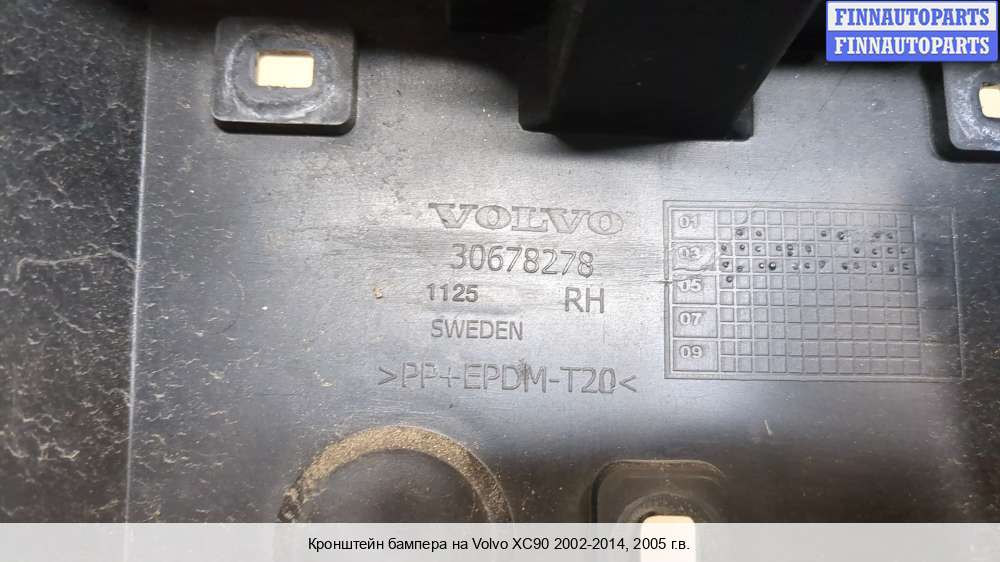 FINNAUTOPARTS
FINNAUTOPARTS
VOLVO
30678278
1125 RH
SWEDEN
>PP+EPDM-T20<
01
03
05
07
09
Кронштейн бампера на Volvo XC90 2002-2014, 2005 г.в.